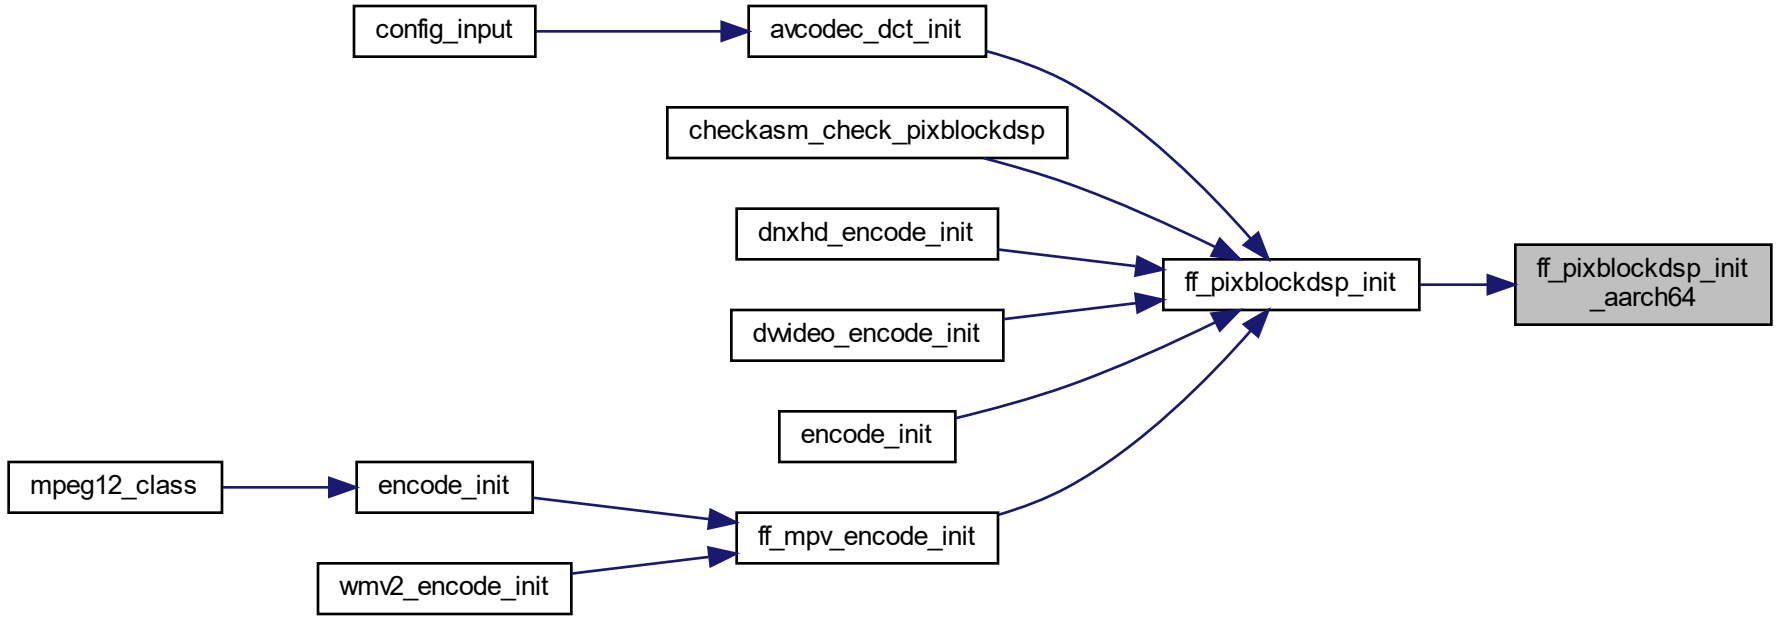 config_input
avcodec_dct_init
checkasm_check_pixblockdsp
dnxhd_encode_init
ff_pixblockdsp_init
ff_pixblockdsp_init
_aarch64
dvvideo_encode_init
encode_init
mpeg12_class
encode_init
ff_mpv_encode_init
wmv2_encode_init